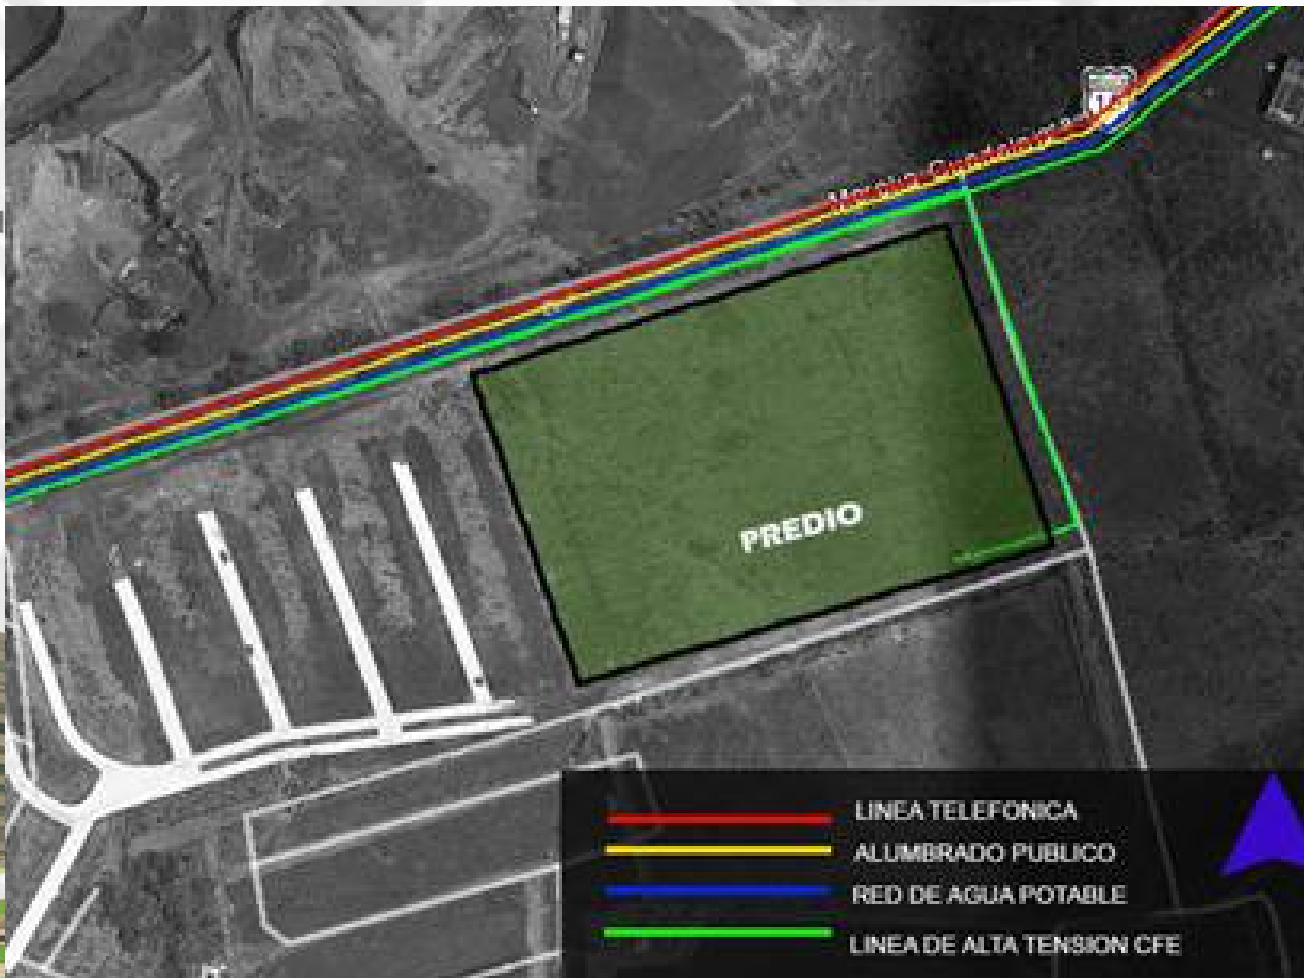 PREDIO
LINEA TELEFONICA
ALUMBRADO PUBLICO
RED DE AGUA POTABLE
LINEA DE ALTA TENSION CFE